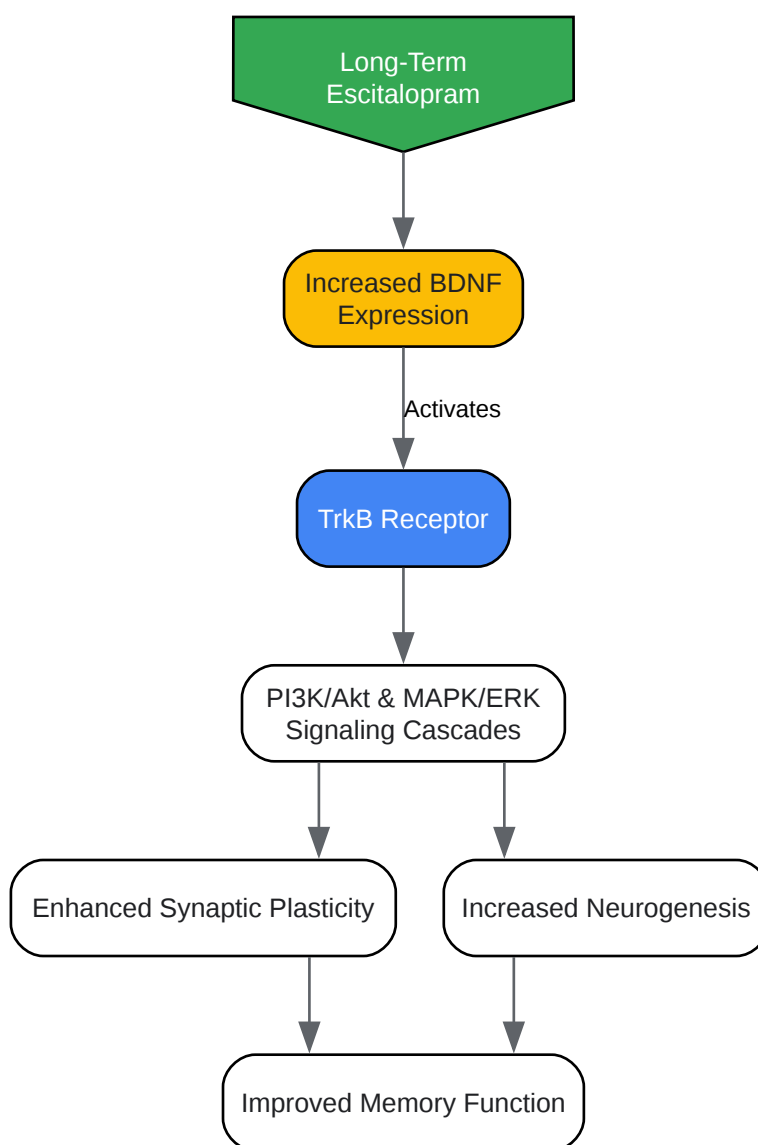 Long-Term
Escitalopram
Increased BDNF
Expression
Activates
TrkB Receptor
PI3K/Akt & MAPK/ERK
Signaling Cascades
Enhanced Synaptic Plasticity
Increased Neurogenesis
Improved Memory Function